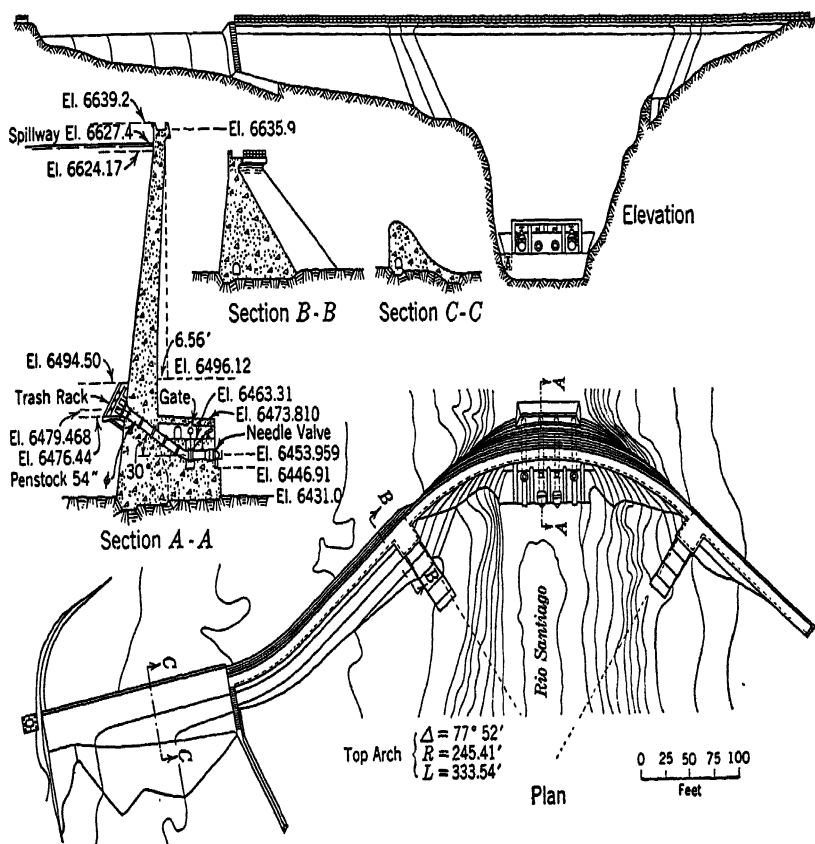 El. 6639.2
El. 6635.9
Spillway El. 6627.4
El. 6624.17
Elevation
Section B-B
Section C-C
6.56'
El. 6494.50
El. 6496.12
Trash Rack
Gate
El. 6463.31
El. 6473.810
Needle Valve
El. 6479.468
El. 6476.44
El. 6453.959
Penstock 54" ϕ
30
El. 6446.91
El. 6431.0
Section A-A
A
A
B
B
C
C
Rio Santiago
Top Arch
Δ = 77° 52'
R = 245.41'
L = 333.54'
Plan
0 25 50 75 100
Feet